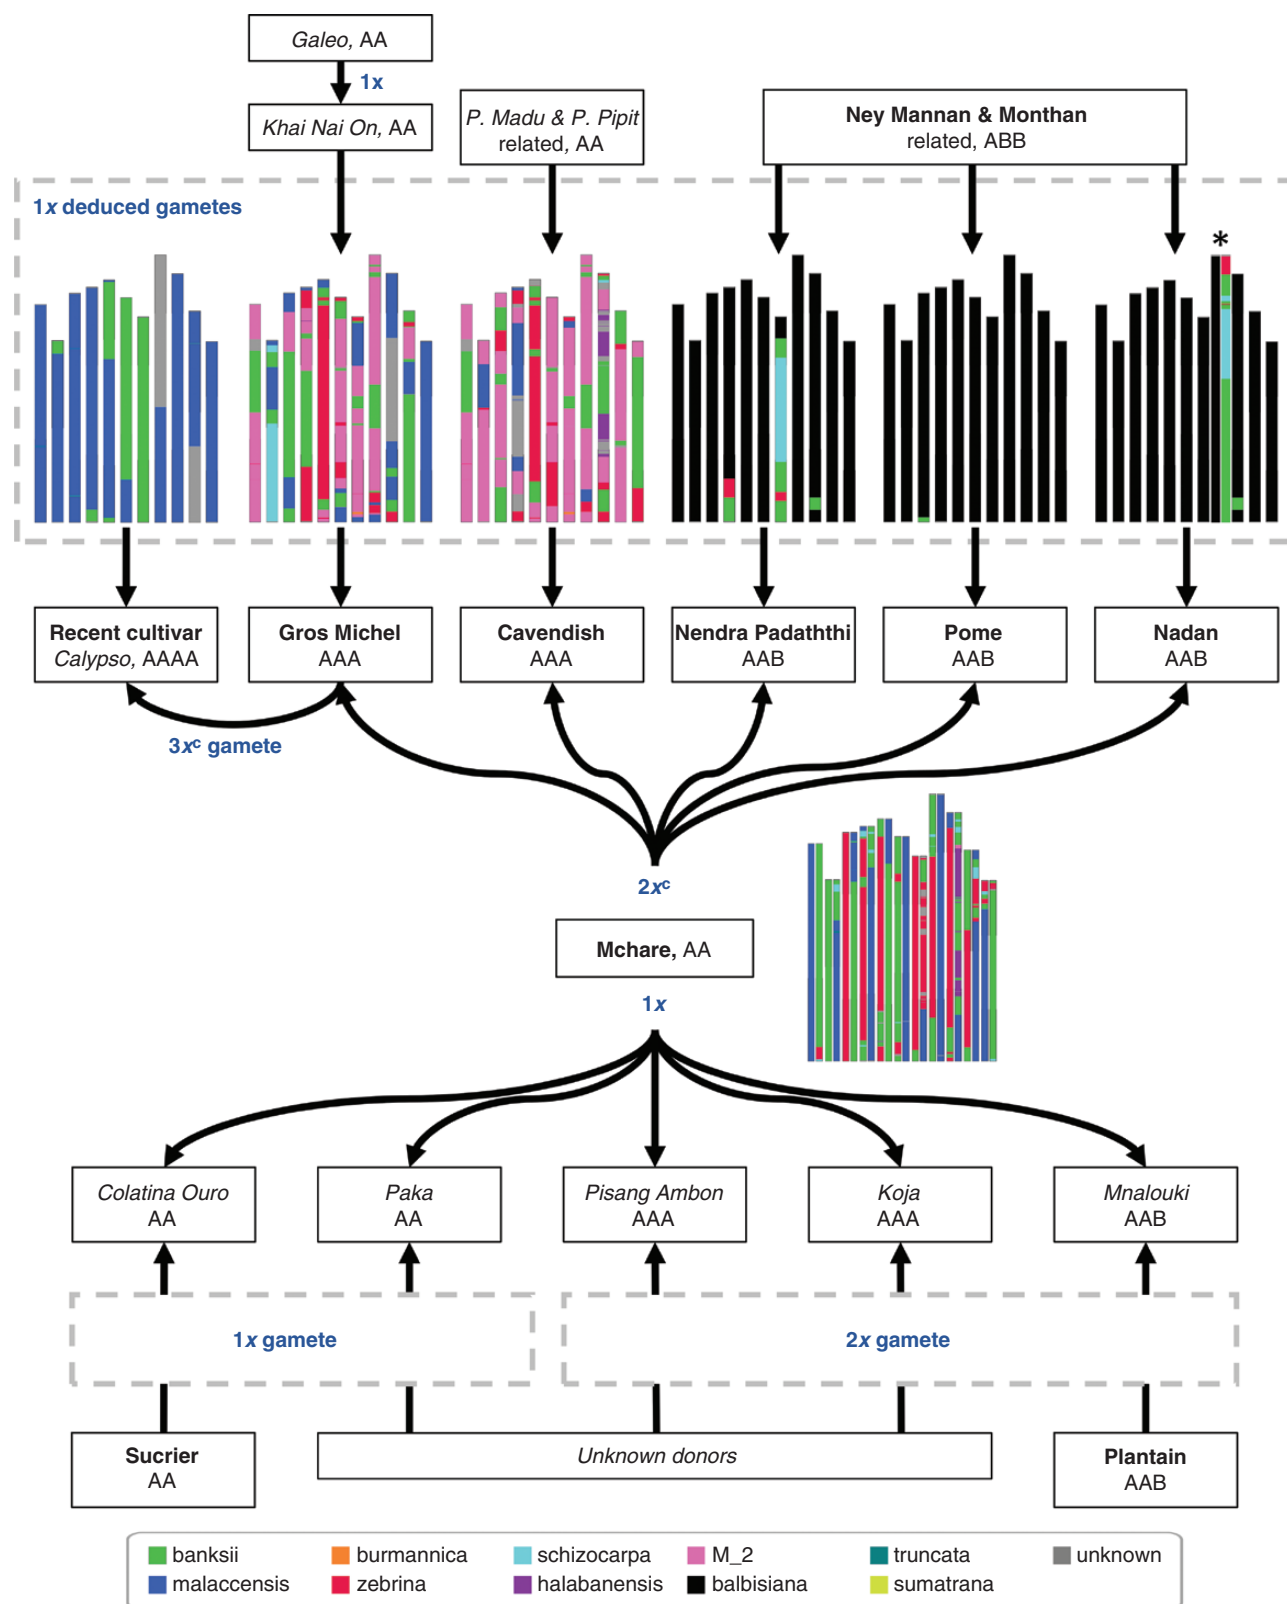 Galeo, AA
1x
Khai Nai On, AA
P. Madu & P. Pipit
related, AA
Ney Mannan & Monthan
related, ABB
1x deduced gametes
*
Recent cultivar
Calypso, AAAA
Gros Michel
AAA
Cavendish
AAA
Nendra Padaththi
AAB
Pome
AAB
Nadan
AAB
3xᶜ gamete
2xᶜ
Mchare, AA
1x
Colatina Ouro
AA
Paka
AA
Pisang Ambon
AAA
Koja
AAA
Mnalouki
AAB
1x gamete
2x gamete
Sucrier
AA
Unknown donors
Plantain
AAB
banksii
burmannica
schizocarpa
M_2
truncata
unknown
malaccensis
zebrina
halabanensis
balbisiana
sumatrana